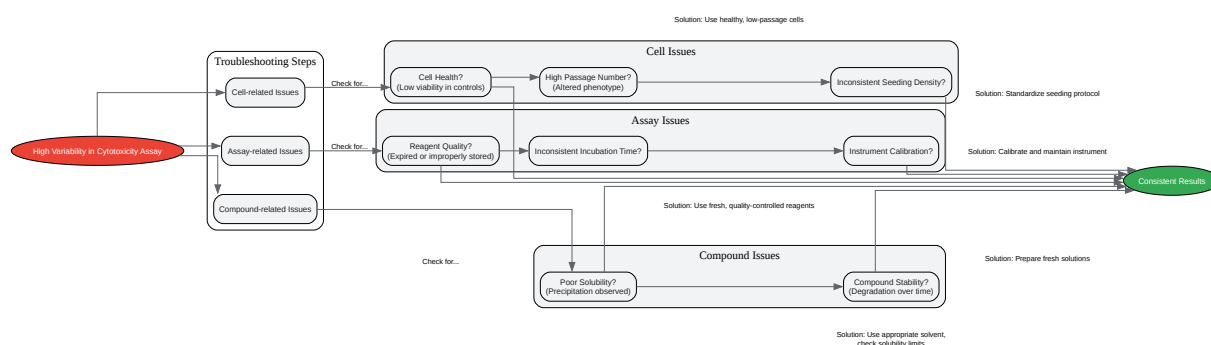 Solution: Use healthy, low-passage cells
Troubleshooting Steps
Cell Issues
Cell-related Issues
Check for...
Cell Health?
(Low viability in controls)
High Passage Number?
(Altered phenotype)
Inconsistent Seeding Density?
Solution: Standardize seeding protocol
Assay Issues
High Variability in Cytotoxicity Assay
Assay-related Issues
Check for...
Reagent Quality?
(Expired or improperly stored)
Inconsistent Incubation Time?
Instrument Calibration?
Solution: Calibrate and maintain instrument
Consistent Results
Compound-related Issues
Solution: Use fresh, quality-controlled reagents
Check for...
Compound Issues
Solution: Prepare fresh solutions
Poor Solubility?
(Precipitation observed)
Compound Stability?
(Degradation over time)
Solution: Use appropriate solvent,
check solubility limits